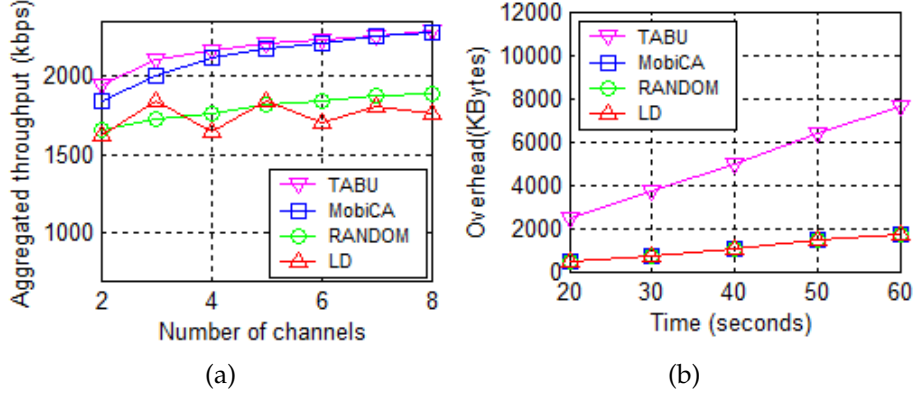 Aggregated throughput (kbps)
2000
1500
1000
TABU
MobiCA
RANDOM
LD
2 4 6 8
Number of channels
(a)
Overhead(KBytes)
12000
10000
8000
6000
4000
2000
0
TABU
MobiCA
RANDOM
LD
20 30 40 50 60
Time (seconds)
(b)